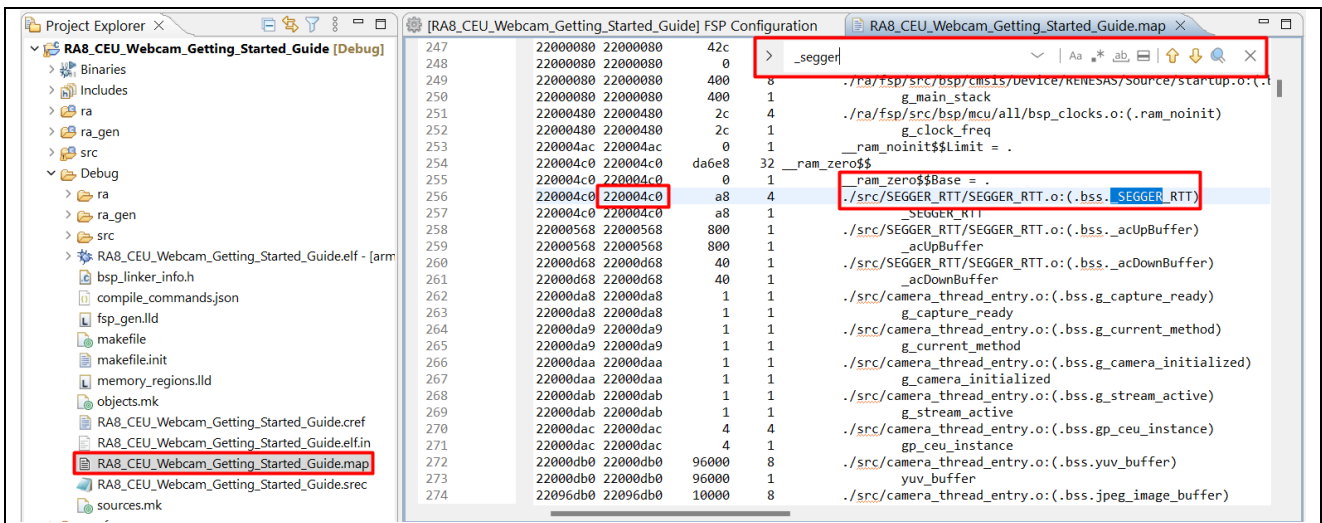 Project Explorer
RA8_CEU_Webcam_Getting_Started_Guide [Debug]
Binaries
Includes
ra
ra_gen
src
Debug
ra
ra_gen
src
RA8_CEU_Webcam_Getting_Started_Guide.elf - [arm
bsp_linker_info.h
compile_commands.json
fsp_gen.lld
makefile
makefile.init
memory_regions.lld
objects.mk
RA8_CEU_Webcam_Getting_Started_Guide.cref
RA8_CEU_Webcam_Getting_Started_Guide.elf.in
RA8_CEU_Webcam_Getting_Started_Guide.map
RA8_CEU_Webcam_Getting_Started_Guide.srec
sources.mk
[RA8_CEU_Webcam_Getting_Started_Guide] FSP Configuration
RA8_CEU_Webcam_Getting_Started_Guide.map
_segger
Aa .* ab
247 22000080 22000080 42c
248 22000080 22000080 0
249 22000080 22000080 400 8 ./ra/fsp/src/bsp/cmsis/Device/RENESAS/Source/startup.o:(.b
250 22000080 22000080 400 1 g_main_stack
251 22000480 22000480 2c 4 ./ra/fsp/src/bsp/mcu/all/bsp_clocks.o:(.ram_noinit)
252 22000480 22000480 2c 1 g_clock_freq
253 220004ac 220004ac 0 1 __ram_noinit$$Limit = .
254 220004c0 220004c0 da6e8 32 __ram_zero$$
255 220004c0 220004c0 0 1 __ram_zero$$Base = .
256 220004c0 220004c0 a8 4 ./src/SEGGER_RTT/SEGGER_RTT.o:(.bss._SEGGER_RTT)
257 220004c0 220004c0 a8 1 _SEGGER_RTT
258 22000568 22000568 800 1 ./src/SEGGER_RTT/SEGGER_RTT.o:(.bss._acUpBuffer)
259 22000568 22000568 800 1 _acUpBuffer
260 22000d68 22000d68 40 1 ./src/SEGGER_RTT/SEGGER_RTT.o:(.bss._acDownBuffer)
261 22000d68 22000d68 40 1 _acDownBuffer
262 22000da8 22000da8 1 1 ./src/camera_thread_entry.o:(.bss.g_capture_ready)
263 22000da8 22000da8 1 1 g_capture_ready
264 22000da9 22000da9 1 1 ./src/camera_thread_entry.o:(.bss.g_current_method)
265 22000da9 22000da9 1 1 g_current_method
266 22000daa 22000daa 1 1 ./src/camera_thread_entry.o:(.bss.g_camera_initialized)
267 22000daa 22000daa 1 1 g_camera_initialized
268 22000dab 22000dab 1 1 ./src/camera_thread_entry.o:(.bss.g_stream_active)
269 22000dab 22000dab 1 1 g_stream_active
270 22000dac 22000dac 4 4 ./src/camera_thread_entry.o:(.bss.gp_ceu_instance)
271 22000dac 22000dac 4 1 gp_ceu_instance
272 22000db0 22000db0 96000 8 ./src/camera_thread_entry.o:(.bss.yuv_buffer)
273 22000db0 22000db0 96000 1 yuv_buffer
274 22096db0 22096db0 10000 8 ./src/camera_thread_entry.o:(.bss.jpeg_image_buffer)